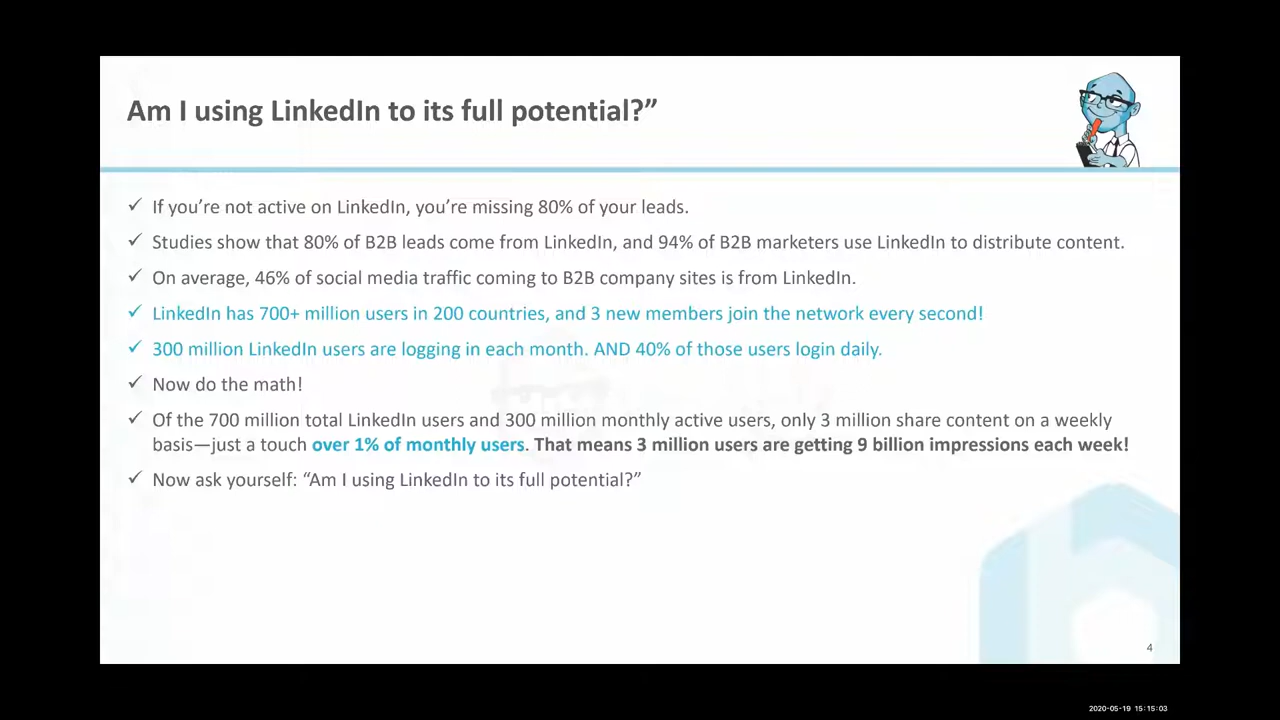 Am I using LinkedIn to its full potential?”
✓ If you’re not active on LinkedIn, you’re missing 80% of your leads.
✓ Studies show that 80% of B2B leads come from LinkedIn, and 94% of B2B marketers use LinkedIn to distribute content.
✓ On average, 46% of social media traffic coming to B2B company sites is from LinkedIn.
✓ LinkedIn has 700+ million users in 200 countries, and 3 new members join the network every second!
✓ 300 million LinkedIn users are logging in each month. AND 40% of those users login daily.
✓ Now do the math!
✓ Of the 700 million total LinkedIn users and 300 million monthly active users, only 3 million share content on a weekly
basis—just a touch over 1% of monthly users. That means 3 million users are getting 9 billion impressions each week!
✓ Now ask yourself: “Am I using LinkedIn to its full potential?”
4
2020-05-19 15:15:03